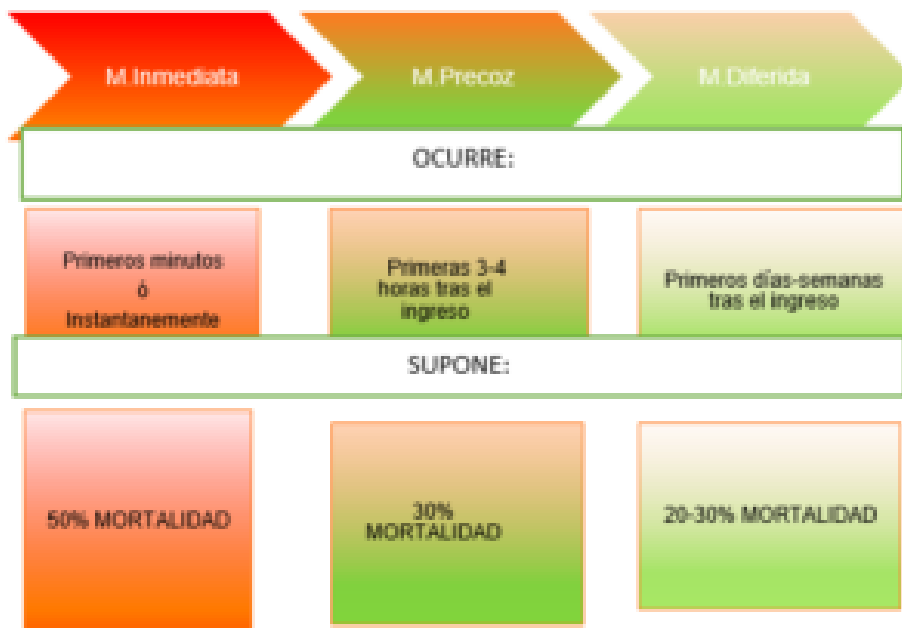 M.Inmediata
M.Precoz
M.Diferida
OCURRE:
Primeros minutos
ò
Instantanemente
Primeras 3-4
horas tras el
ingreso
Primeros días-semanas
tras el ingreso
SUPONE:
50% MORTALIDAD
30%
MORTALIDAD
20-30% MORTALIDAD